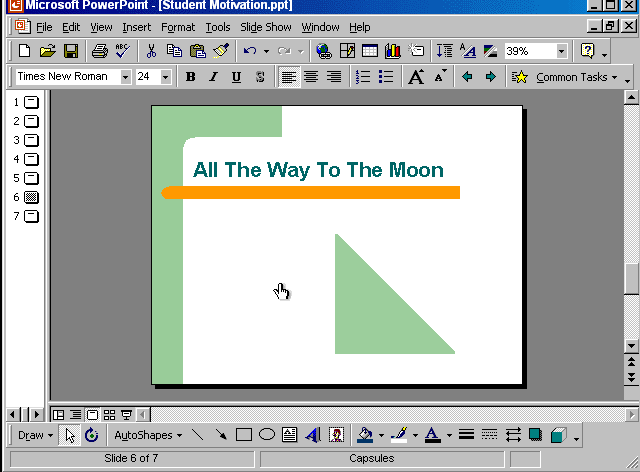 Microsoft PowerPoint - [Student Motivation.ppt]
File Edit View Insert Format Tools Slide Show Window Help
39%
Times New Roman 24 B I U S A A Common Tasks
1
2
3
4
5
6
7
All The Way To The Moon
Draw AutoShapes A A
Slide 6 of 7 Capsules